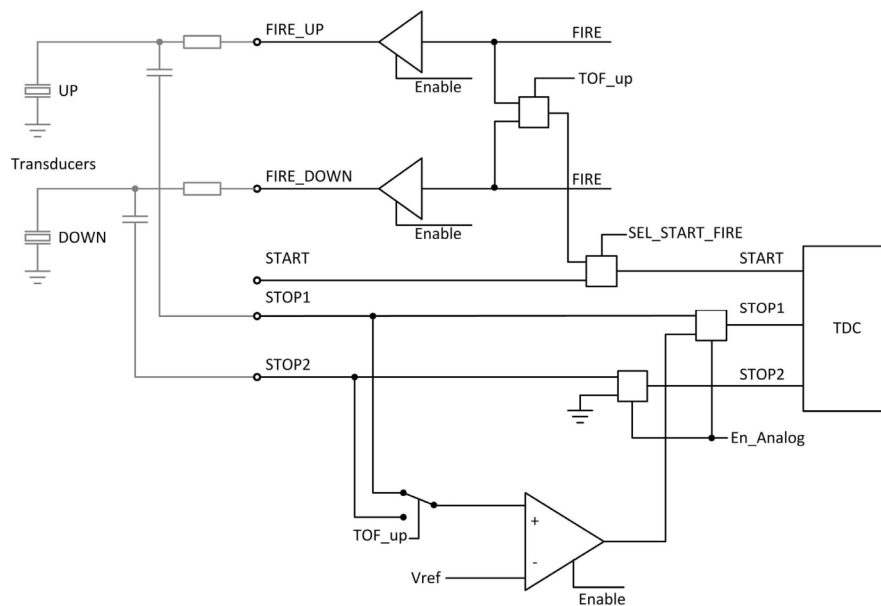 FIRE_UP
FIRE
UP
Enable
TOF_up
Transducers
FIRE_DOWN
FIRE
DOWN
Enable
SEL_START_FIRE
START
START
STOP1
STOP1
TDC
STOP2
STOP2
En_Analog
+
TOF_up
-
Vref
Enable